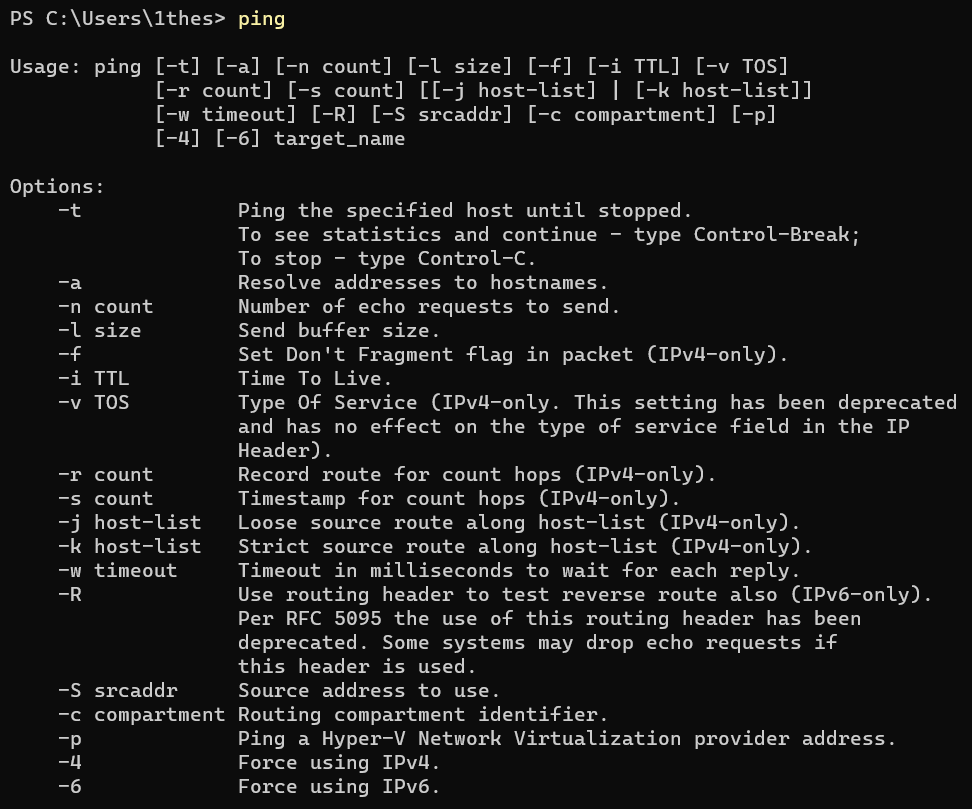 PS C:\Users\1thes> ping
Usage: ping [-t] [-a] [-n count] [-l size] [-f] [-i TTL] [-v TOS]
            [-r count] [-s count] [[-j host-list] | [-k host-list]]
            [-w timeout] [-R] [-S srcaddr] [-c compartment] [-p]
            [-4] [-6] target_name
Options:
    -t             Ping the specified host until stopped.
                   To see statistics and continue - type Control-Break;
                   To stop - type Control-C.
    -a             Resolve addresses to hostnames.
    -n count       Number of echo requests to send.
    -l size        Send buffer size.
    -f             Set Don't Fragment flag in packet (IPv4-only).
    -i TTL         Time To Live.
    -v TOS         Type Of Service (IPv4-only. This setting has been deprecated
                   and has no effect on the type of service field in the IP
                   Header).
    -r count       Record route for count hops (IPv4-only).
    -s count       Timestamp for count hops (IPv4-only).
    -j host-list   Loose source route along host-list (IPv4-only).
    -k host-list   Strict source route along host-list (IPv4-only).
    -w timeout     Timeout in milliseconds to wait for each reply.
    -R             Use routing header to test reverse route also (IPv6-only).
                   Per RFC 5095 the use of this routing header has been
                   deprecated. Some systems may drop echo requests if
                   this header is used.
    -S srcaddr     Source address to use.
    -c compartment Routing compartment identifier.
    -p             Ping a Hyper-V Network Virtualization provider address.
    -4             Force using IPv4.
    -6             Force using IPv6.